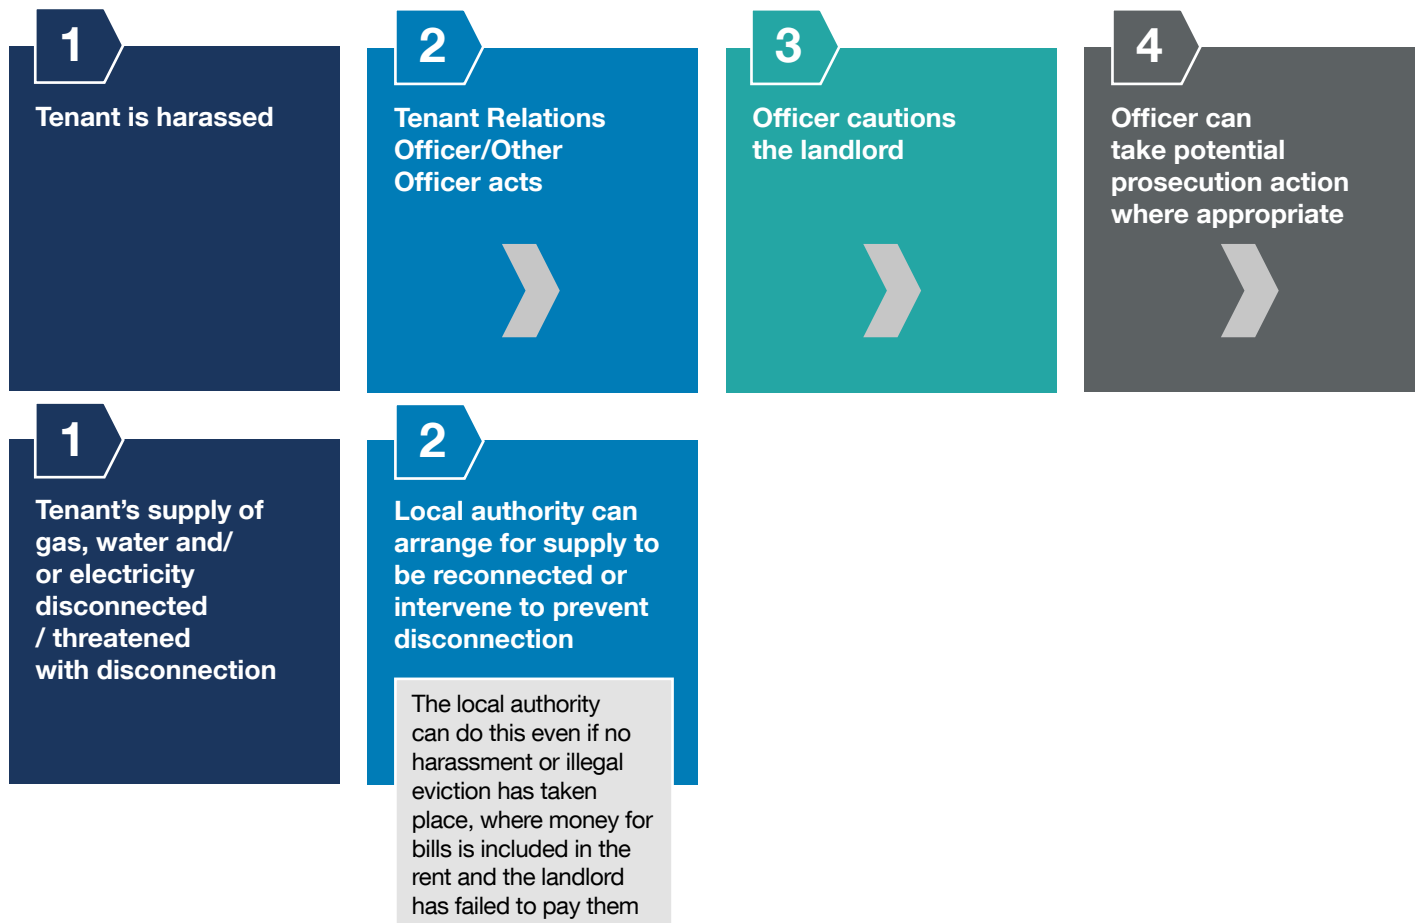 1
Tenant is harassed
2
Tenant Relations
Officer/Other
Officer acts
3
Officer cautions
the landlord
4
Officer can
take potential
prosecution action
where appropriate
1
Tenant’s supply of
gas, water and/
or electricity
disconnected
/ threatened
with disconnection
2
Local authority can
arrange for supply to
be reconnected or
intervene to prevent
disconnection
The local authority
can do this even if no
harassment or illegal
eviction has taken
place, where money for
bills is included in the
rent and the landlord
has failed to pay them